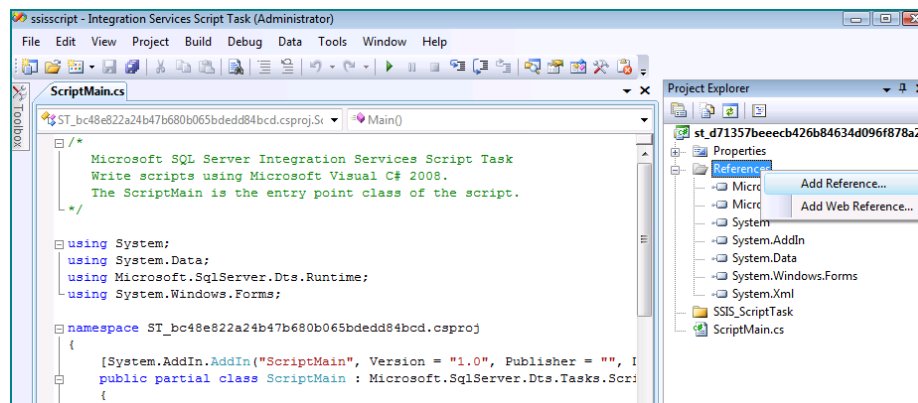 ssisscript - Integration Services Script Task (Administrator)
File Edit View Project Build Debug Data Tools Window Help
Toolbox
ScriptMain.cs
ST_bc48e822a24b47b680b065bdedd84bcd.csproj.Sc
Main()
/*
Microsoft SQL Server Integration Services Script Task
Write scripts using Microsoft Visual C# 2008.
The ScriptMain is the entry point class of the script.
*/
using System;
using System.Data;
using Microsoft.SqlServer.Dts.Runtime;
using System.Windows.Forms;
namespace ST_bc48e822a24b47b680b065bdedd84bcd.csproj
{
[System.AddIn.AddIn("ScriptMain", Version = "1.0", Publisher = "",
public partial class ScriptMain : Microsoft.SqlServer.Dts.Tasks.Scri
{
Project Explorer
st_d71357beeecb426b84634d096f878a2
Properties
References
Add Reference...
Add Web Reference...
Micro
Micro
System
System.AddIn
System.Data
System.Windows.Forms
System.Xml
SSIS_ScriptTask
ScriptMain.cs